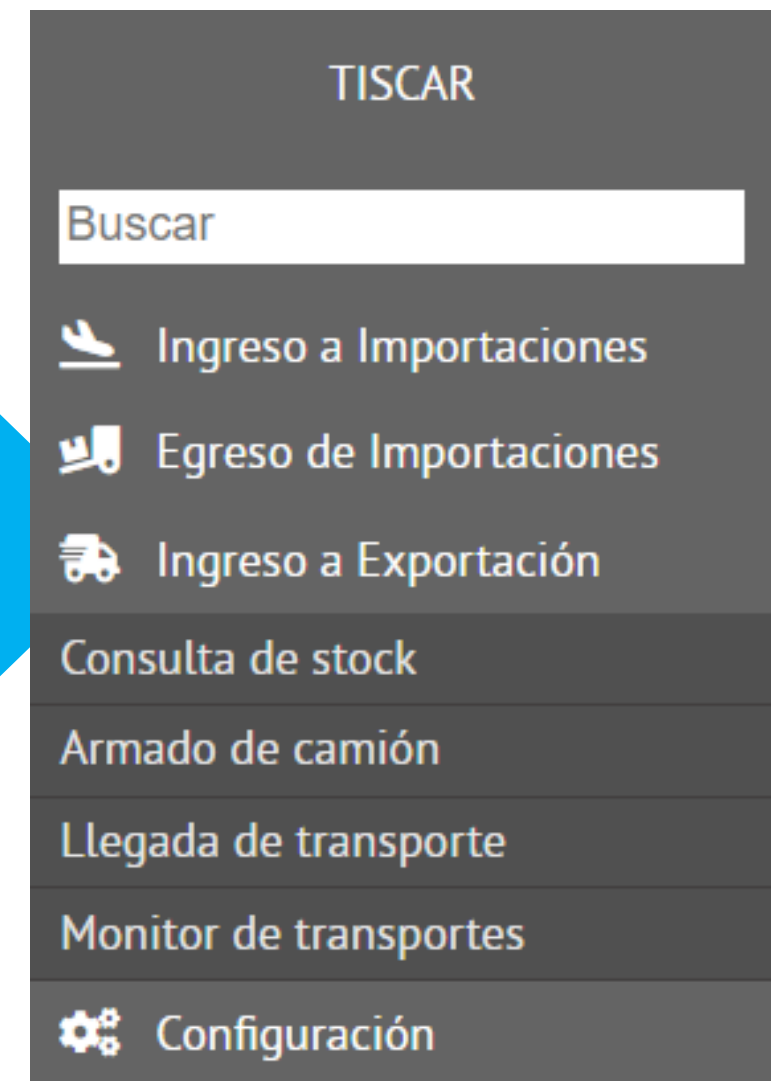 TISCAR
Buscar
Ingreso a Importaciones
Egreso de Importaciones
Ingreso a Exportación
Consulta de stock
Armado de camión
Llegada de transporte
Monitor de transportes
Configuración